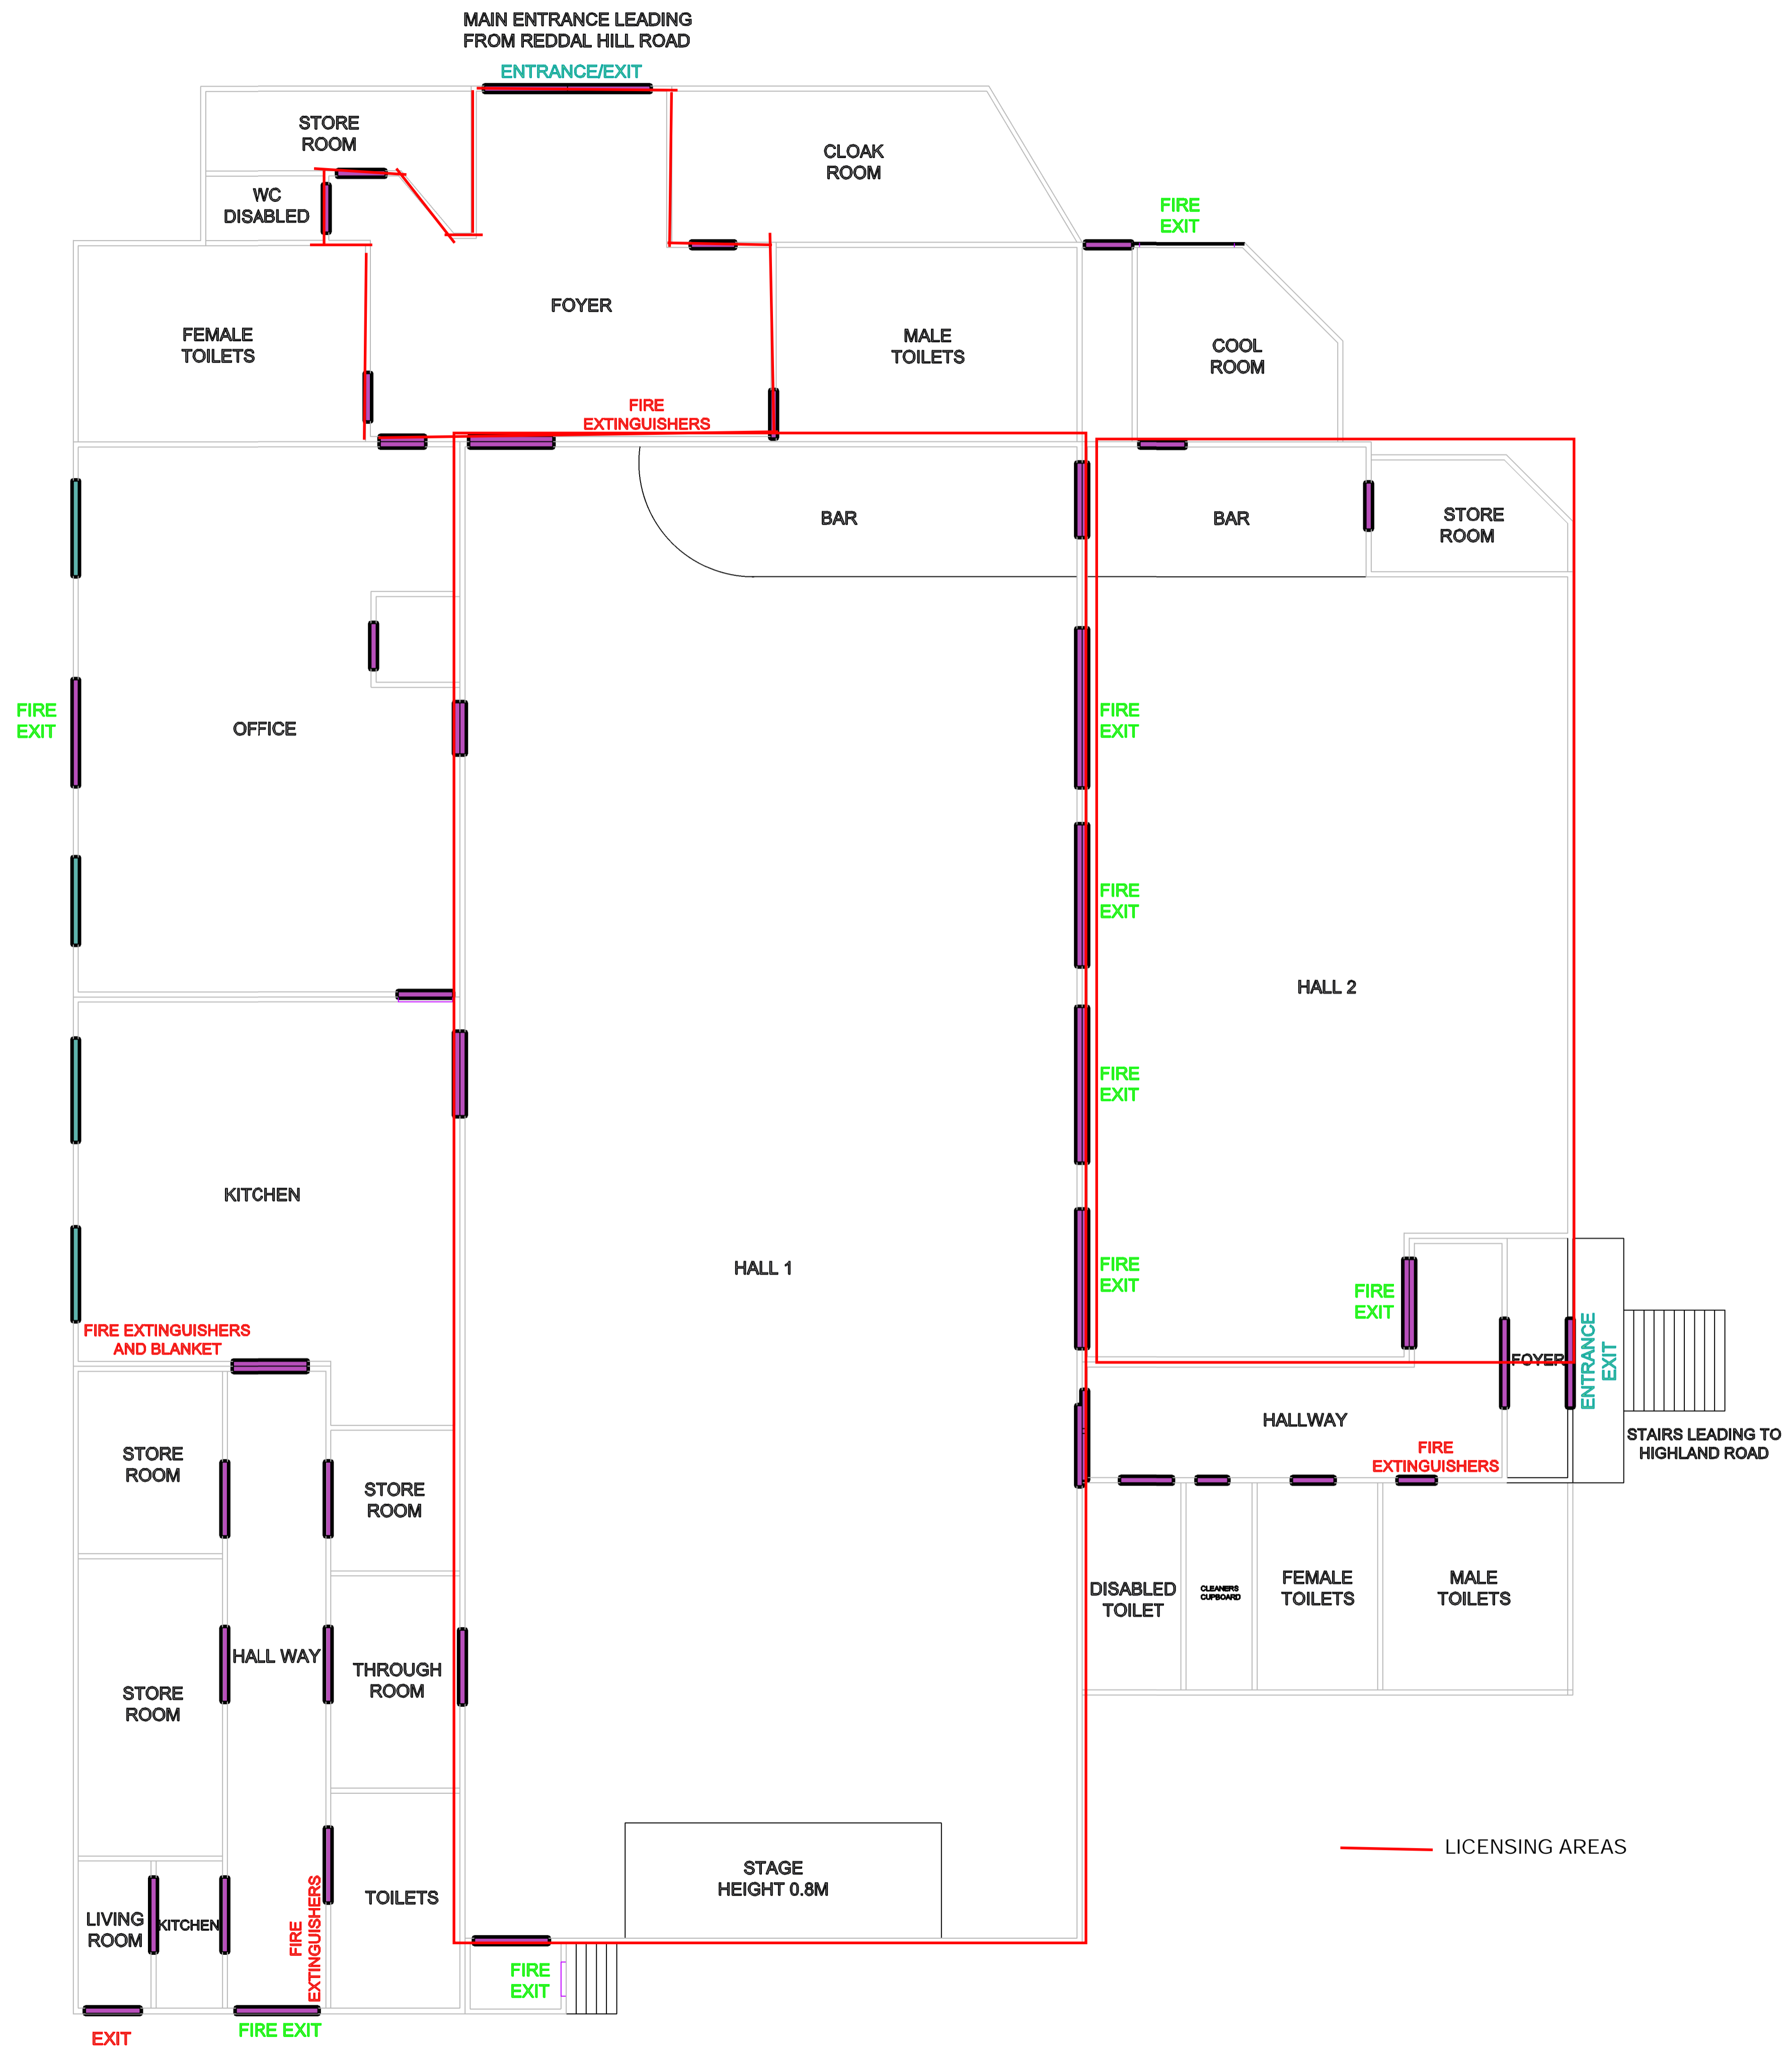 MAIN ENTRANCE LEADING
FROM REDDAL HILL ROAD
ENTRANCE/EXIT
STORE
ROOM
CLOAK
ROOM
WC
DISABLED
FIRE
EXIT
FOYER
FEMALE
TOILETS
MALE
TOILETS
COOL
ROOM
FIRE
EXTINGUISHERS
BAR
BAR
STORE
ROOM
FIRE
EXIT
OFFICE
FIRE
EXIT
FIRE
EXIT
HALL 2
FIRE
EXIT
KITCHEN
HALL 1
FIRE
EXIT
FIRE
EXIT
FIRE EXTINGUISHERS
AND BLANKET
FOYER
ENTRANCE
EXIT
HALLWAY
STAIRS LEADING TO
HIGHLAND ROAD
FIRE
EXTINGUISHERS
STORE
ROOM
STORE
ROOM
DISABLED
TOILET
CLEANERS
CUPBOARD
FEMALE
TOILETS
MALE
TOILETS
HALL WAY
THROUGH
ROOM
STORE
ROOM
LICENSING AREAS
STAGE
HEIGHT 0.8M
TOILETS
LIVING
ROOM
KITCHEN
FIRE
EXTINGUISHERS
FIRE
EXIT
FIRE EXIT
EXIT